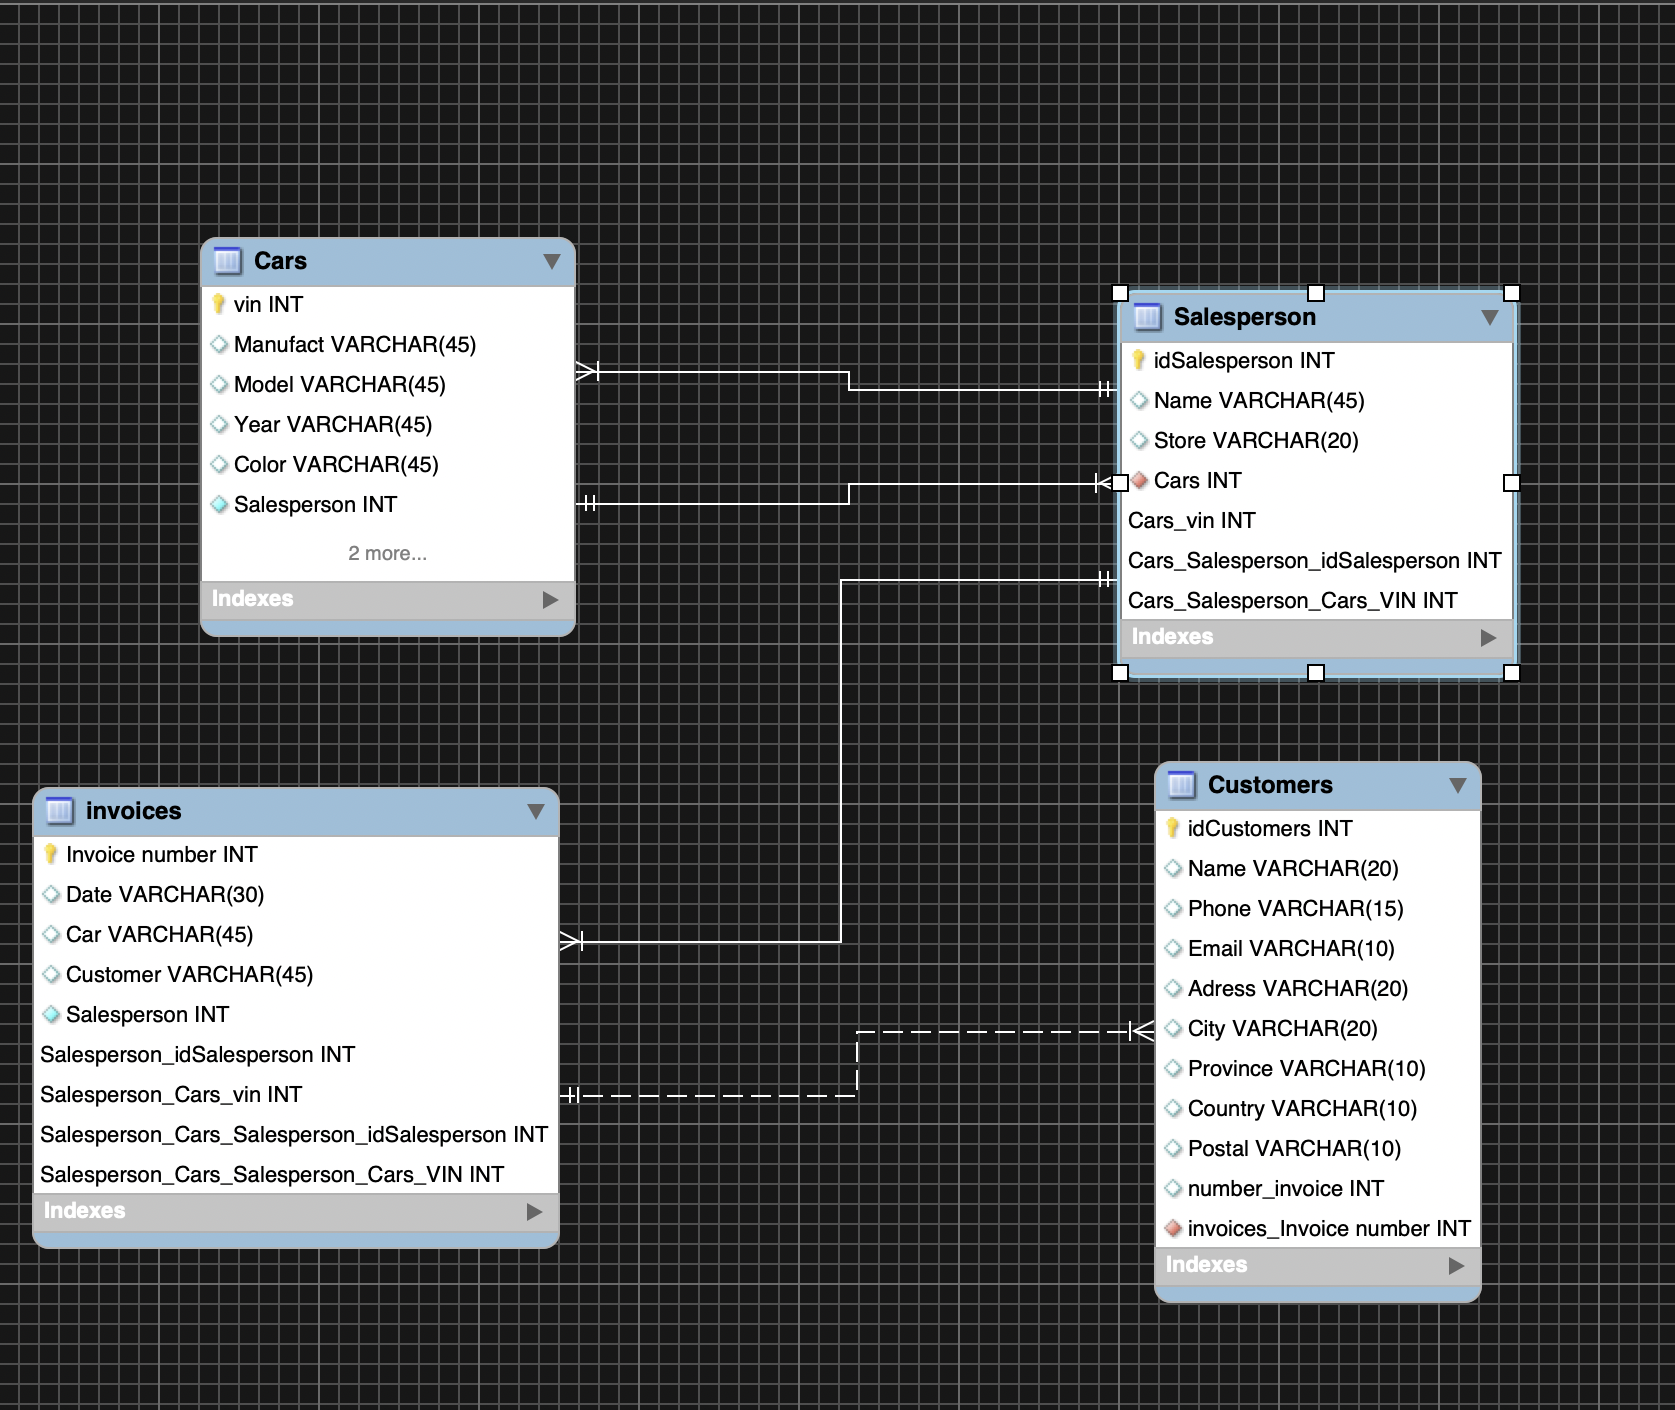 Cars
vin INT
Manufact VARCHAR(45)
Model VARCHAR(45)
Year VARCHAR(45)
Color VARCHAR(45)
Salesperson INT
2 more...
Indexes
Salesperson
idSalesperson INT
Name VARCHAR(45)
Store VARCHAR(20)
Cars INT
Cars_vin INT
Cars_Salesperson_idSalesperson INT
Cars_Salesperson_Cars_VIN INT
Indexes
invoices
Invoice number INT
Date VARCHAR(30)
Car VARCHAR(45)
Customer VARCHAR(45)
Salesperson INT
Salesperson_idSalesperson INT
Salesperson_Cars_vin INT
Salesperson_Cars_Salesperson_idSalesperson INT
Salesperson_Cars_Salesperson_Cars_VIN INT
Indexes
Customers
idCustomers INT
Name VARCHAR(20)
Phone VARCHAR(15)
Email VARCHAR(10)
Adress VARCHAR(20)
City VARCHAR(20)
Province VARCHAR(10)
Country VARCHAR(10)
Postal VARCHAR(10)
number_invoice INT
invoices_Invoice number INT
Indexes